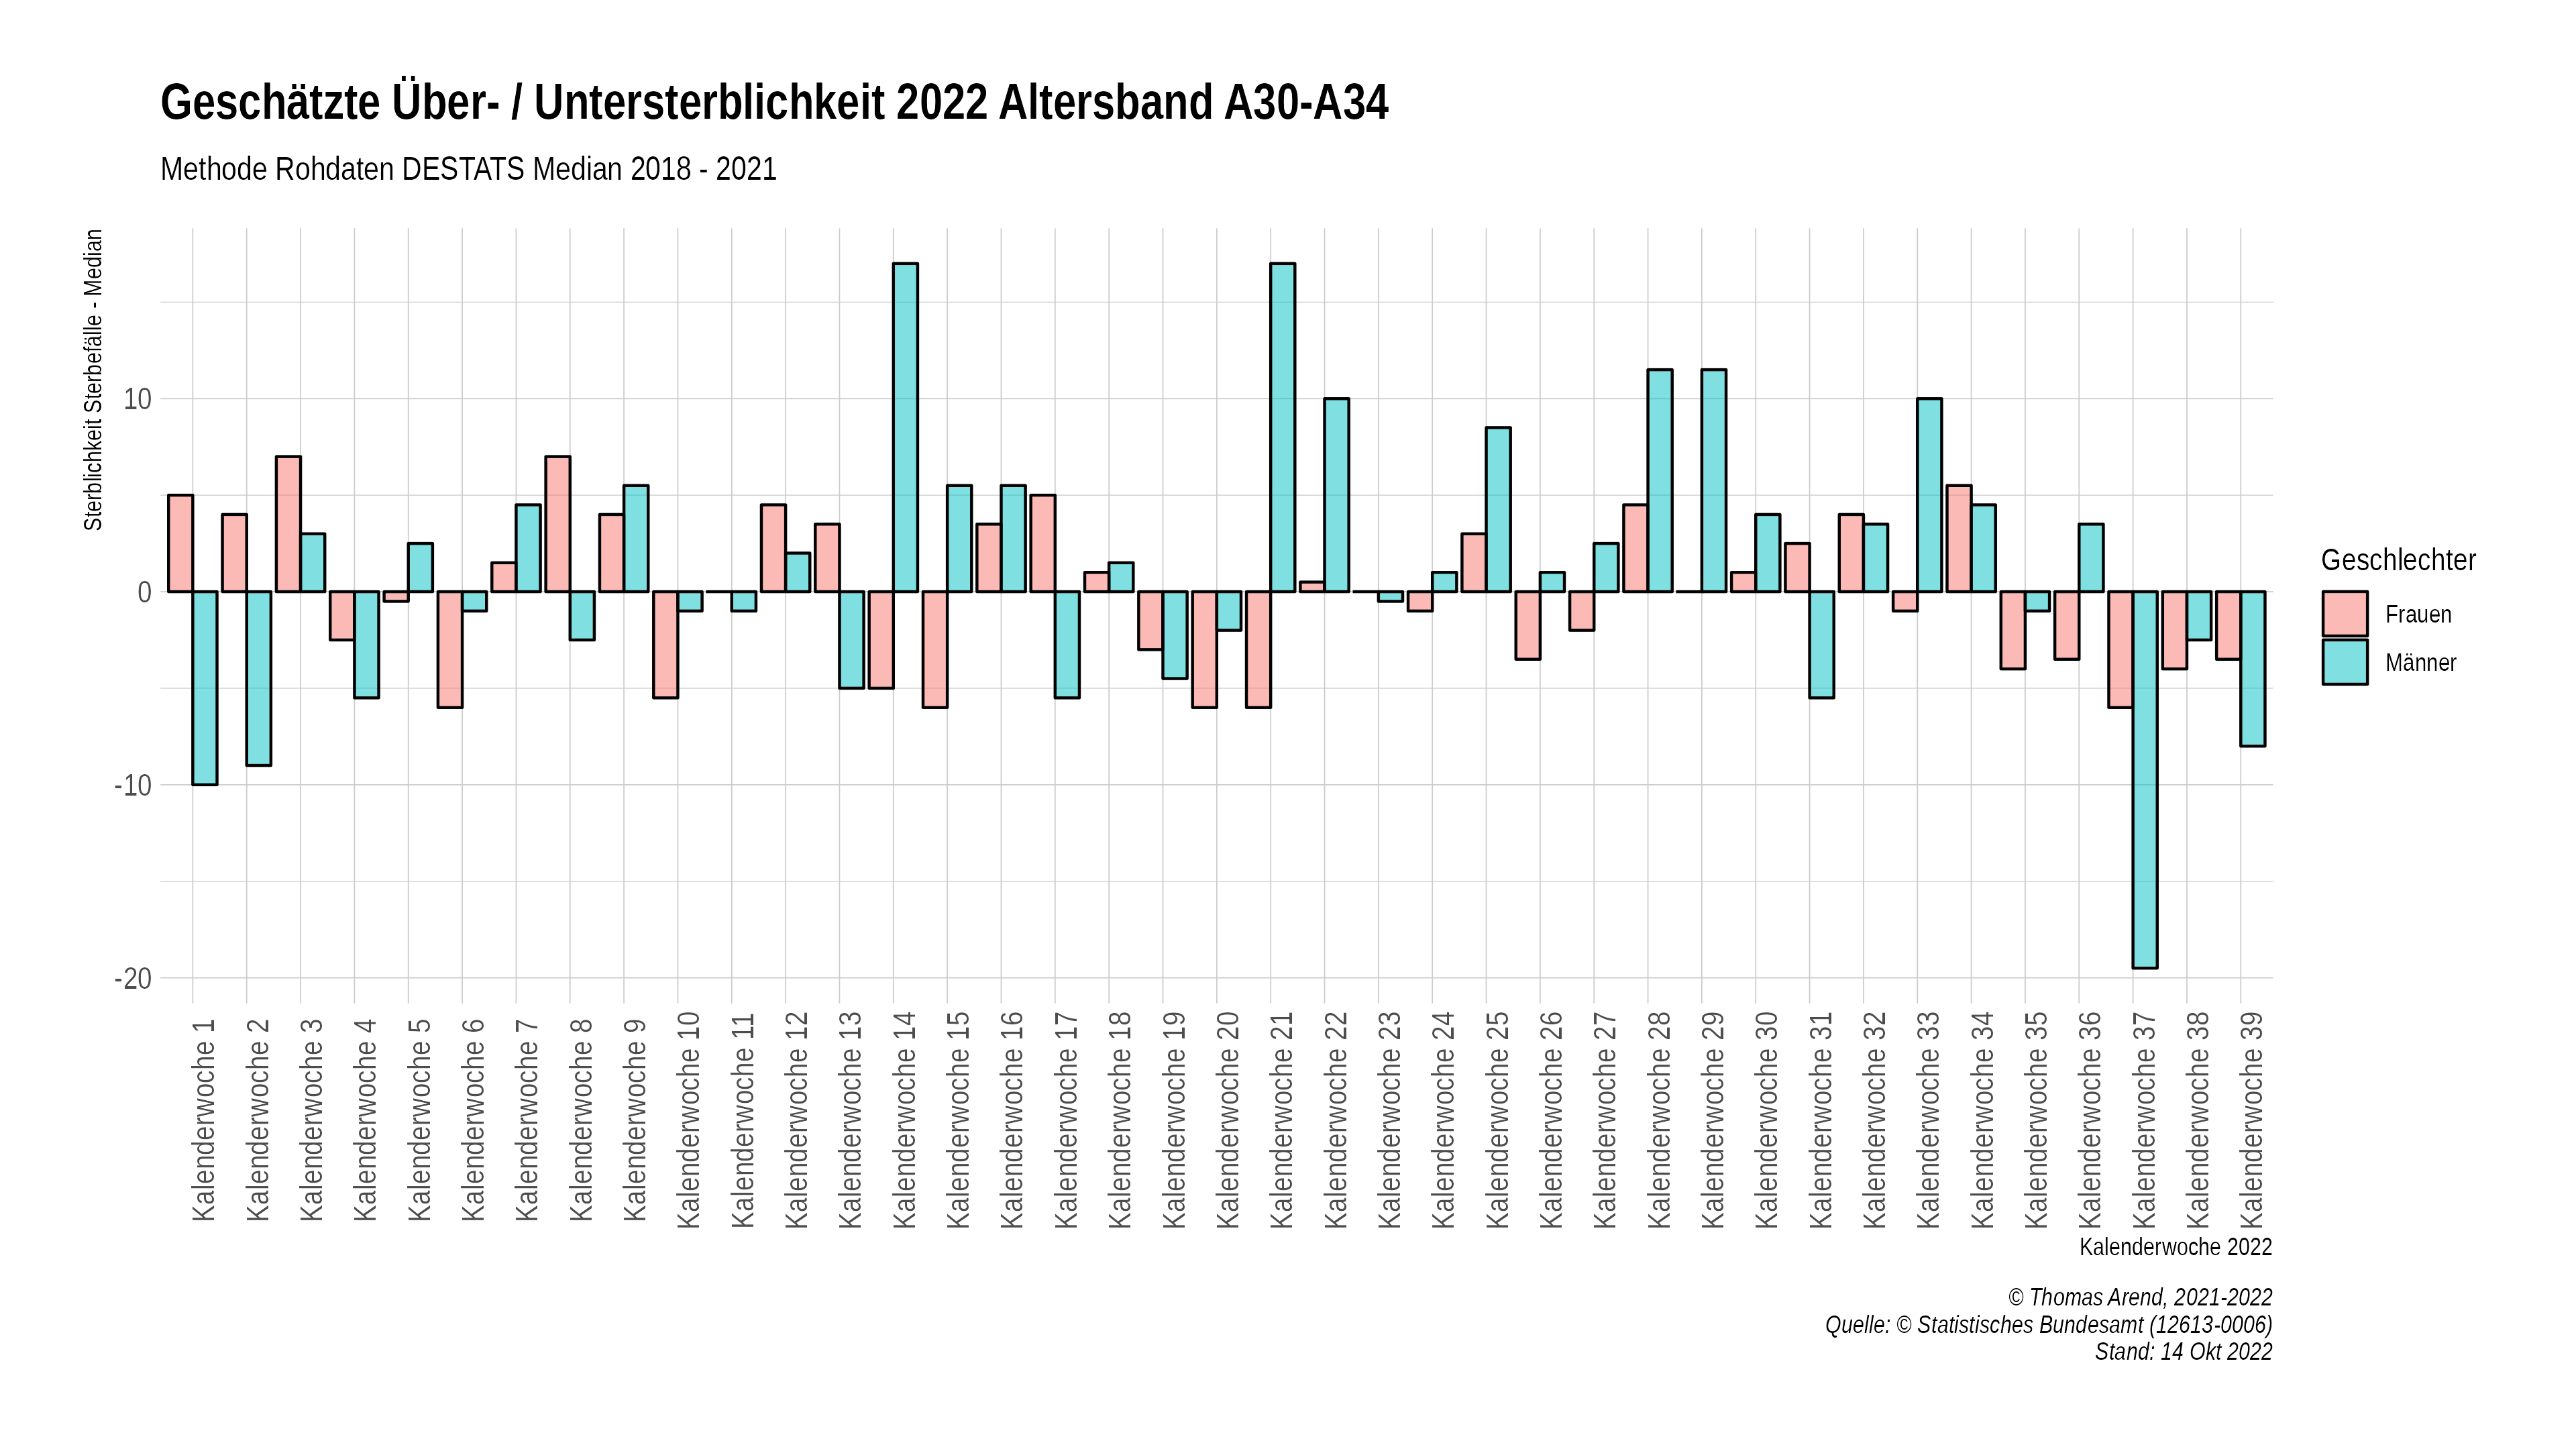 Geschätzte Über- / Untersterblichkeit 2022 Altersband A30-A34
Methode Rohdaten DESTATS Median 2018 - 2021
Sterblichkeit Sterbefälle - Median
10
0
-10
-20
Kalenderwoche 1
Kalenderwoche 2
Kalenderwoche 3
Kalenderwoche 4
Kalenderwoche 5
Kalenderwoche 6
Kalenderwoche 7
Kalenderwoche 8
Kalenderwoche 9
Kalenderwoche 10
Kalenderwoche 11
Kalenderwoche 12
Kalenderwoche 13
Kalenderwoche 14
Kalenderwoche 15
Kalenderwoche 16
Kalenderwoche 17
Kalenderwoche 18
Kalenderwoche 19
Kalenderwoche 20
Kalenderwoche 21
Kalenderwoche 22
Kalenderwoche 23
Kalenderwoche 24
Kalenderwoche 25
Kalenderwoche 26
Kalenderwoche 27
Kalenderwoche 28
Kalenderwoche 29
Kalenderwoche 30
Kalenderwoche 31
Kalenderwoche 32
Kalenderwoche 33
Kalenderwoche 34
Kalenderwoche 35
Kalenderwoche 36
Kalenderwoche 37
Kalenderwoche 38
Kalenderwoche 39
Kalenderwoche 2022
Geschlechter
Frauen
Männer
© Thomas Arend, 2021-2022
Quelle: © Statistisches Bundesamt (12613-0006)
Stand: 14 Okt 2022